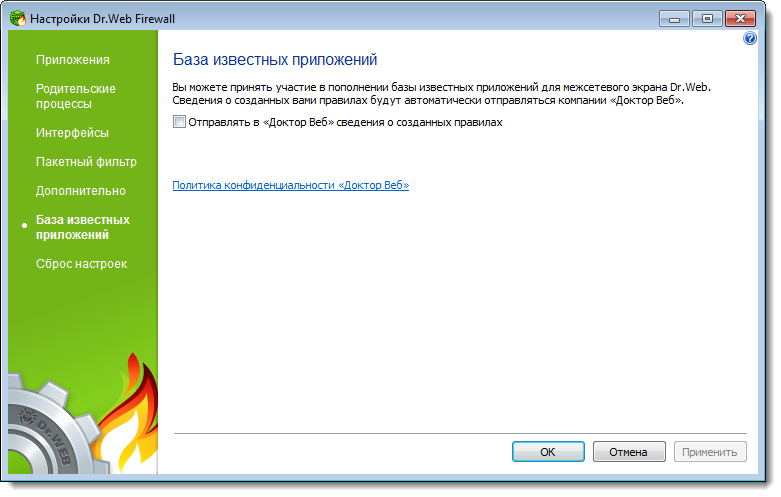 Настройки Dr.Web Firewall
?
Приложения
Родительские
процессы
Интерфейсы
Пакетный фильтр
Дополнительно
База известных
приложений
Сброс настроек
Dr.WEB
База известных приложений
Вы можете принять участие в пополнении базы известных приложений для межсетевого экрана Dr.Web.
Сведения о созданных вами правилах будут автоматически отправляться компании «Доктор Веб».
Отправлять в «Доктор Веб» сведения о созданных правилах
Политика конфиденциальности «Доктор Веб»
OK
Отмена
Применить